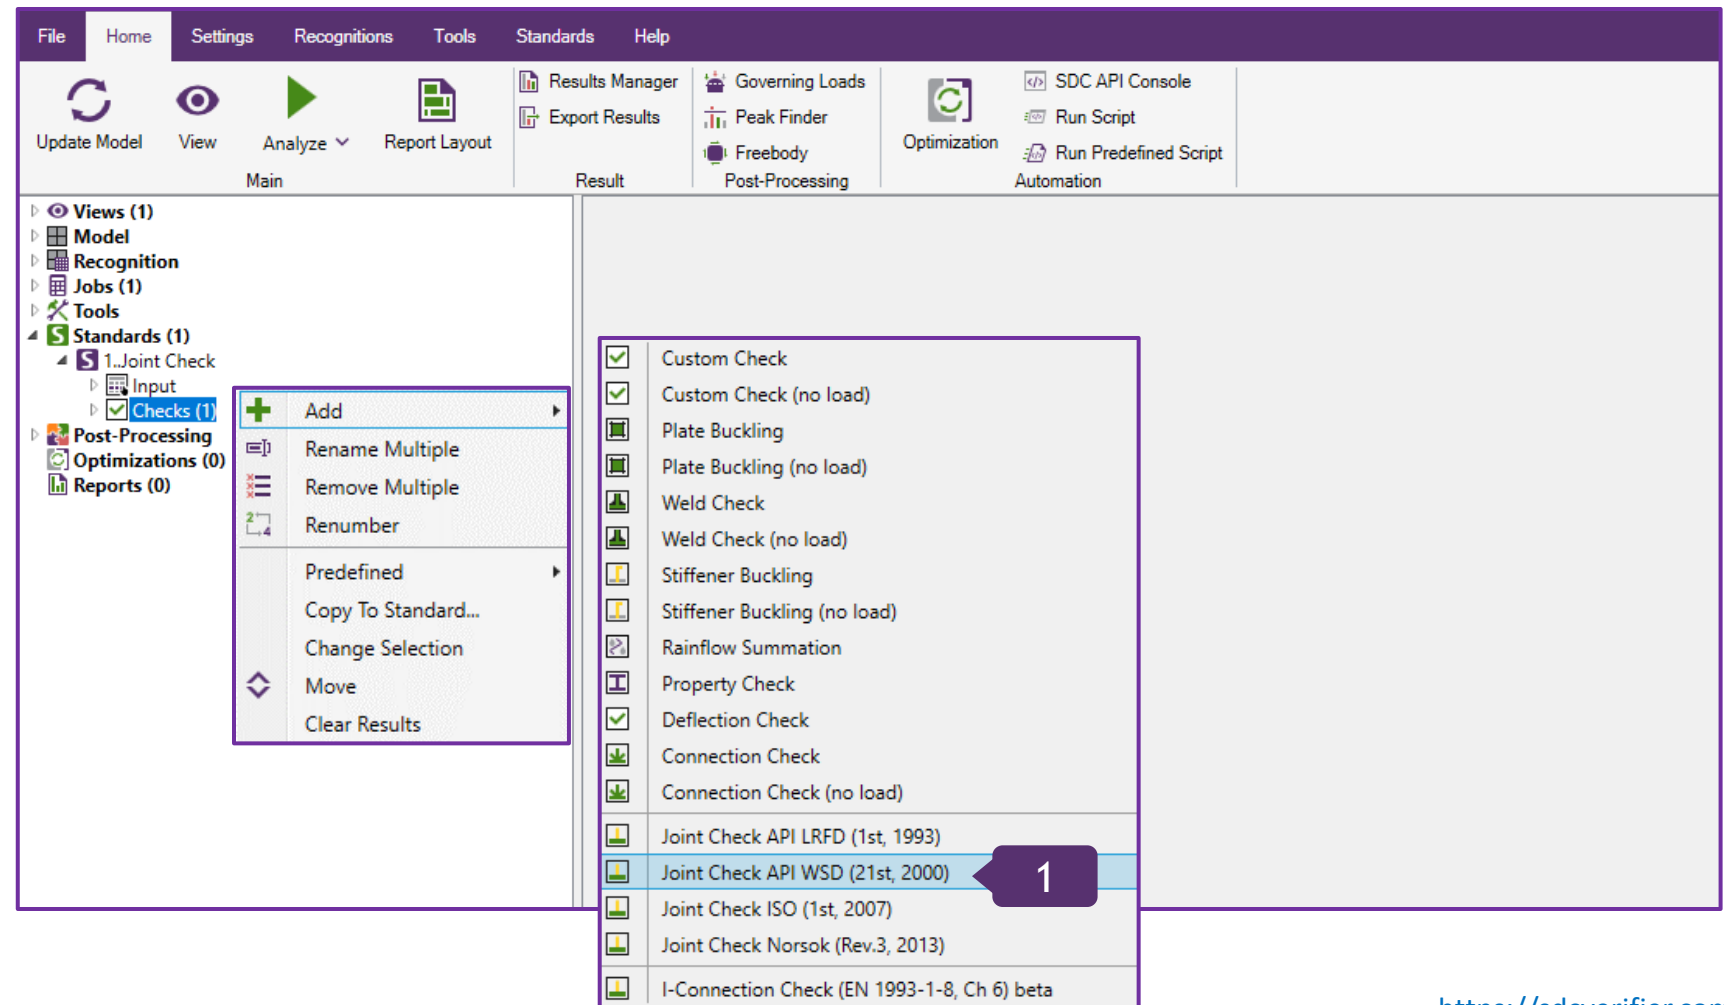 File Home Settings Recognitions Tools Standards Help
Update Model View Analyze Report Layout
Main
Results Manager
Export Results
Result
Governing Loads
Peak Finder
Freebody
Post-Processing
Optimization
SDC API Console
Run Script
Run Predefined Script
Automation
Views (1)
Model
Recognition
Jobs (1)
Tools
Standards (1)
1..Joint Check
Input
Checks (1)
Post-Processing
Optimizations (0)
Reports (0)
Add
Rename Multiple
Remove Multiple
Renumber
Predefined
Copy To Standard...
Change Selection
Move
Clear Results
Custom Check
Custom Check (no load)
Plate Buckling
Plate Buckling (no load)
Weld Check
Weld Check (no load)
Stiffener Buckling
Stiffener Buckling (no load)
Rainflow Summation
Property Check
Deflection Check
Connection Check
Connection Check (no load)
Joint Check API LRFD (1st, 1993)
Joint Check API WSD (21st, 2000)
1
Joint Check ISO (1st, 2007)
Joint Check Norsok (Rev.3, 2013)
I-Connection Check (EN 1993-1-8, Ch 6) beta